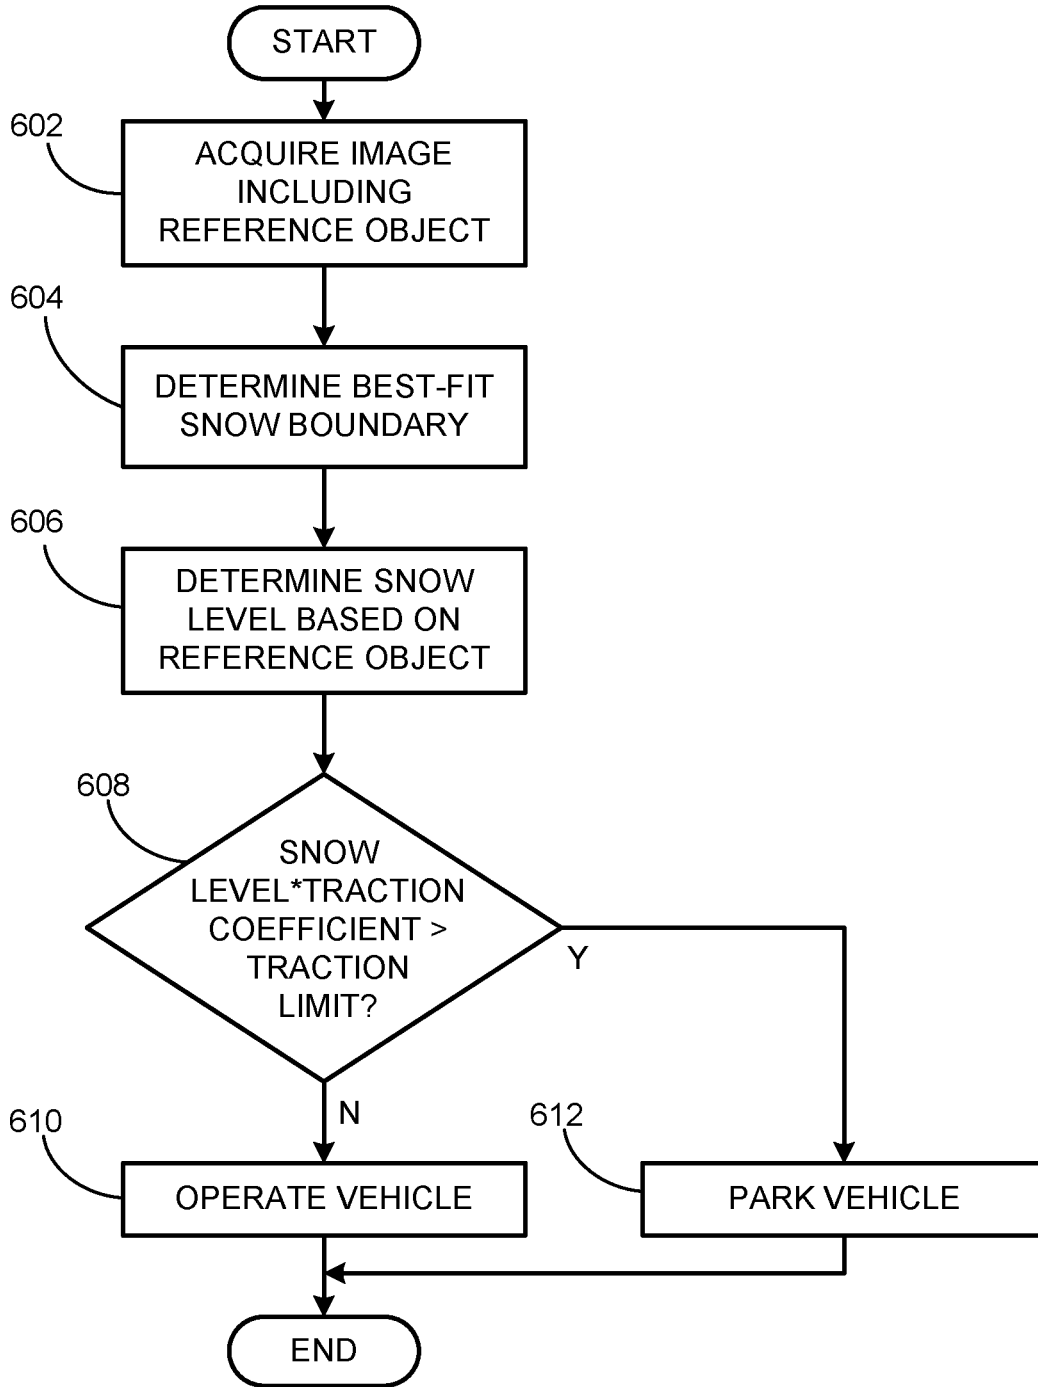 START
602
ACQUIRE IMAGE
INCLUDING
REFERENCE OBJECT
604
DETERMINE BEST-FIT
SNOW BOUNDARY
606
DETERMINE SNOW
LEVEL BASED ON
REFERENCE OBJECT
608
SNOW
LEVEL*TRACTION
COEFFICIENT >
TRACTION
LIMIT?
Y
N
610
OPERATE VEHICLE
612
PARK VEHICLE
END